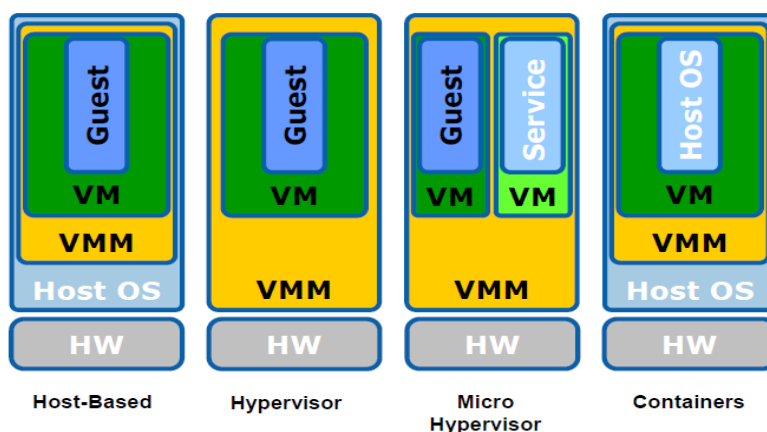 Guest
VM
VMM
Host OS
HW
Host-Based
Guest
VM
VMM
HW
Hypervisor
Guest
VM
Service
VM
VMM
HW
Micro
Hypervisor
Host OS
VM
VMM
Host OS
HW
Containers